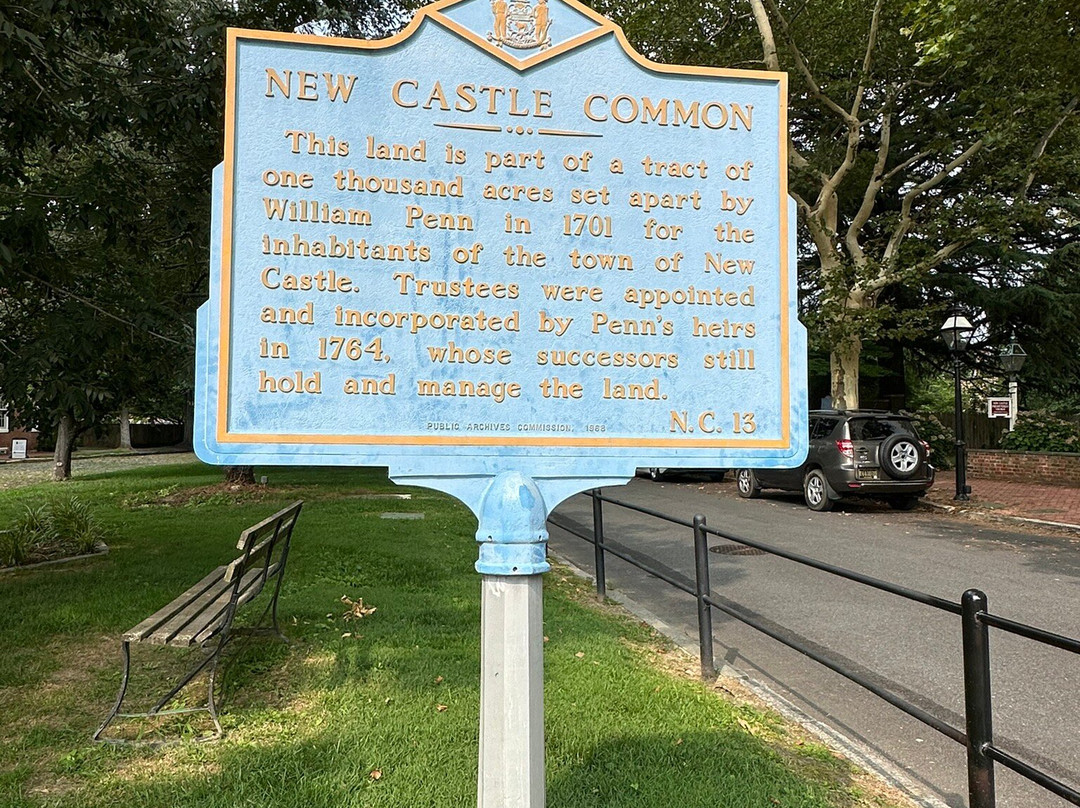 NEW CASTLE COMMON
This land is part of a tract of
one thousand acres set apart by
William Penn in 1701 for the
inhabitants of the town of New
Castle. Trustees were appointed
and incorporated by Penn's heirs
in 1764, whose successors still
hold and manage the land.
PUBLIC ARCHIVES COMMISSION, 1968
N.C. 13